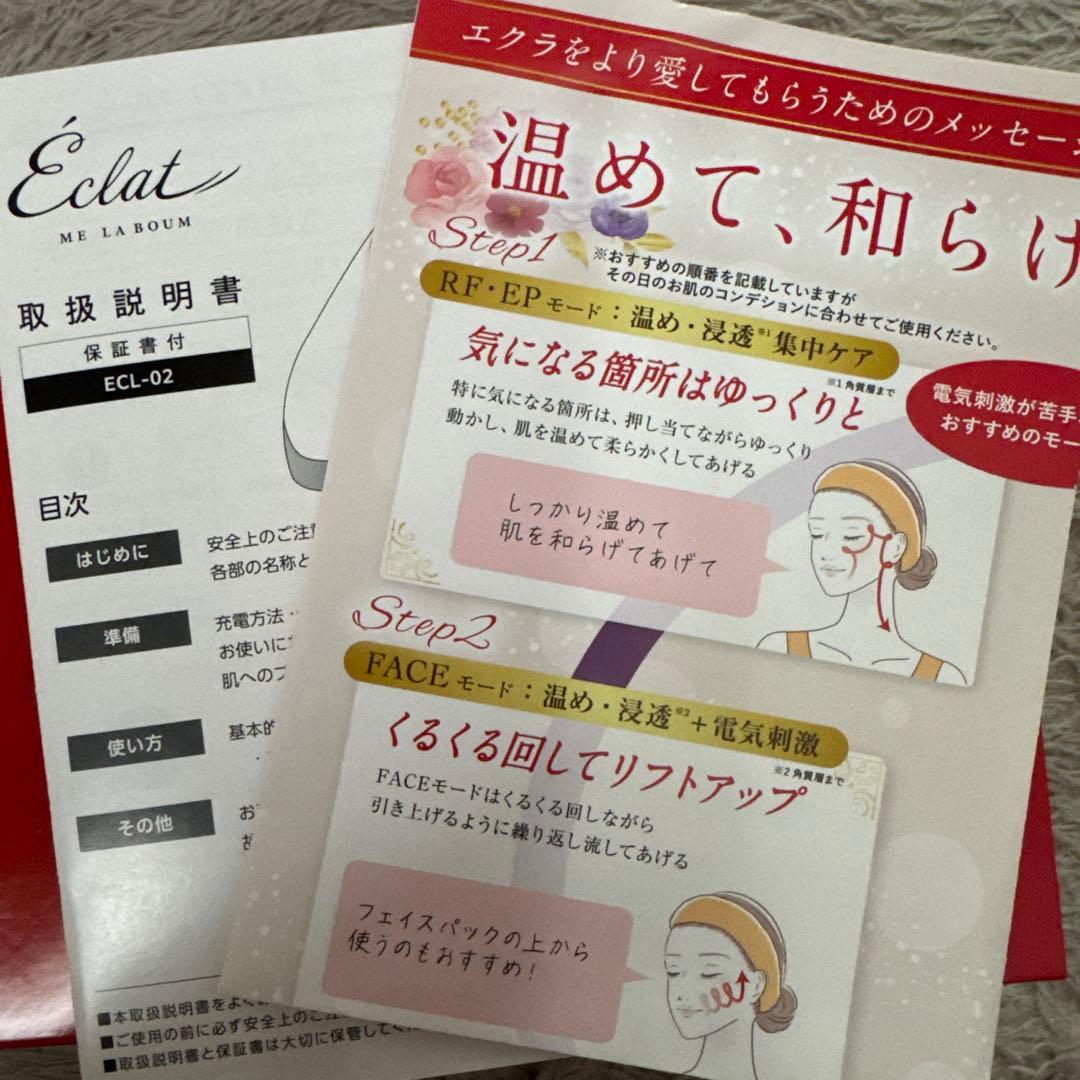 Éclat
ME LA BOUM
取扱説明書
保証書付
ECL-02
目次
はじめに
安全上のご注意
各部の名称と
準備
充電方法・
お使いに
肌へのフ
使い方
基本的
その他
お
■本取扱説明書をよく
■ご使用の前に必ず安全上のご注
■取扱説明書と保証書は大切に保管してく
エクラをより愛してもらうためのメッセージ
温めて、和らげ
Step1
※おすすめの順番を記載していますが
その日のお肌のコンデションに合わせてご使用ください。
RF・EPモード：温め・浸透※1集中ケア
※1 角質層まで
気になる箇所はゆっくりと
特に気になる箇所は、押し当てながらゆっくり
動かし、肌を温めて柔らかくしてあげる
電気刺激が苦手
おすすめのモー
しっかり温めて
肌を和らげてあげて
Step2
FACEモード：温め・浸透※2＋電気刺激
※2 角質層まで
くるくる回してリフトアップ
FACEモードはくるくる回しながら
引き上げるように繰り返し流してあげる
フェイスパックの上から
使うのもおすすめ！